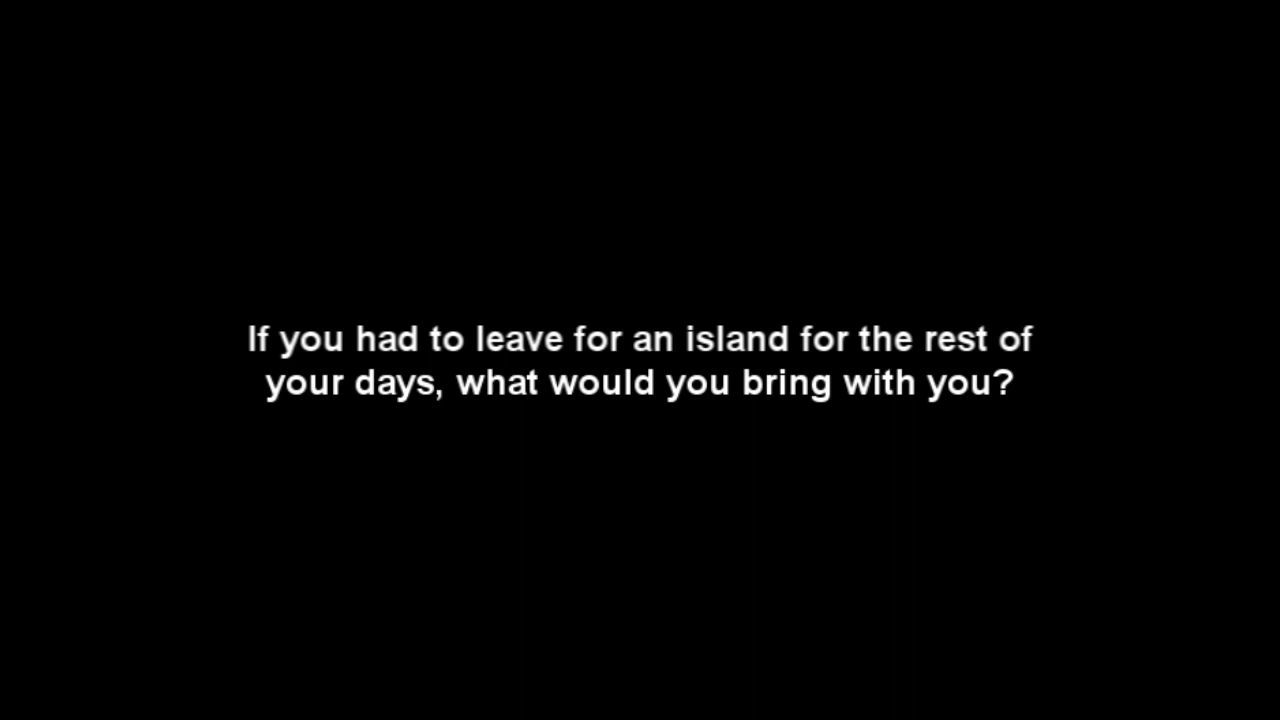 If you had to leave for an island for the rest of
your days, what would you bring with you?